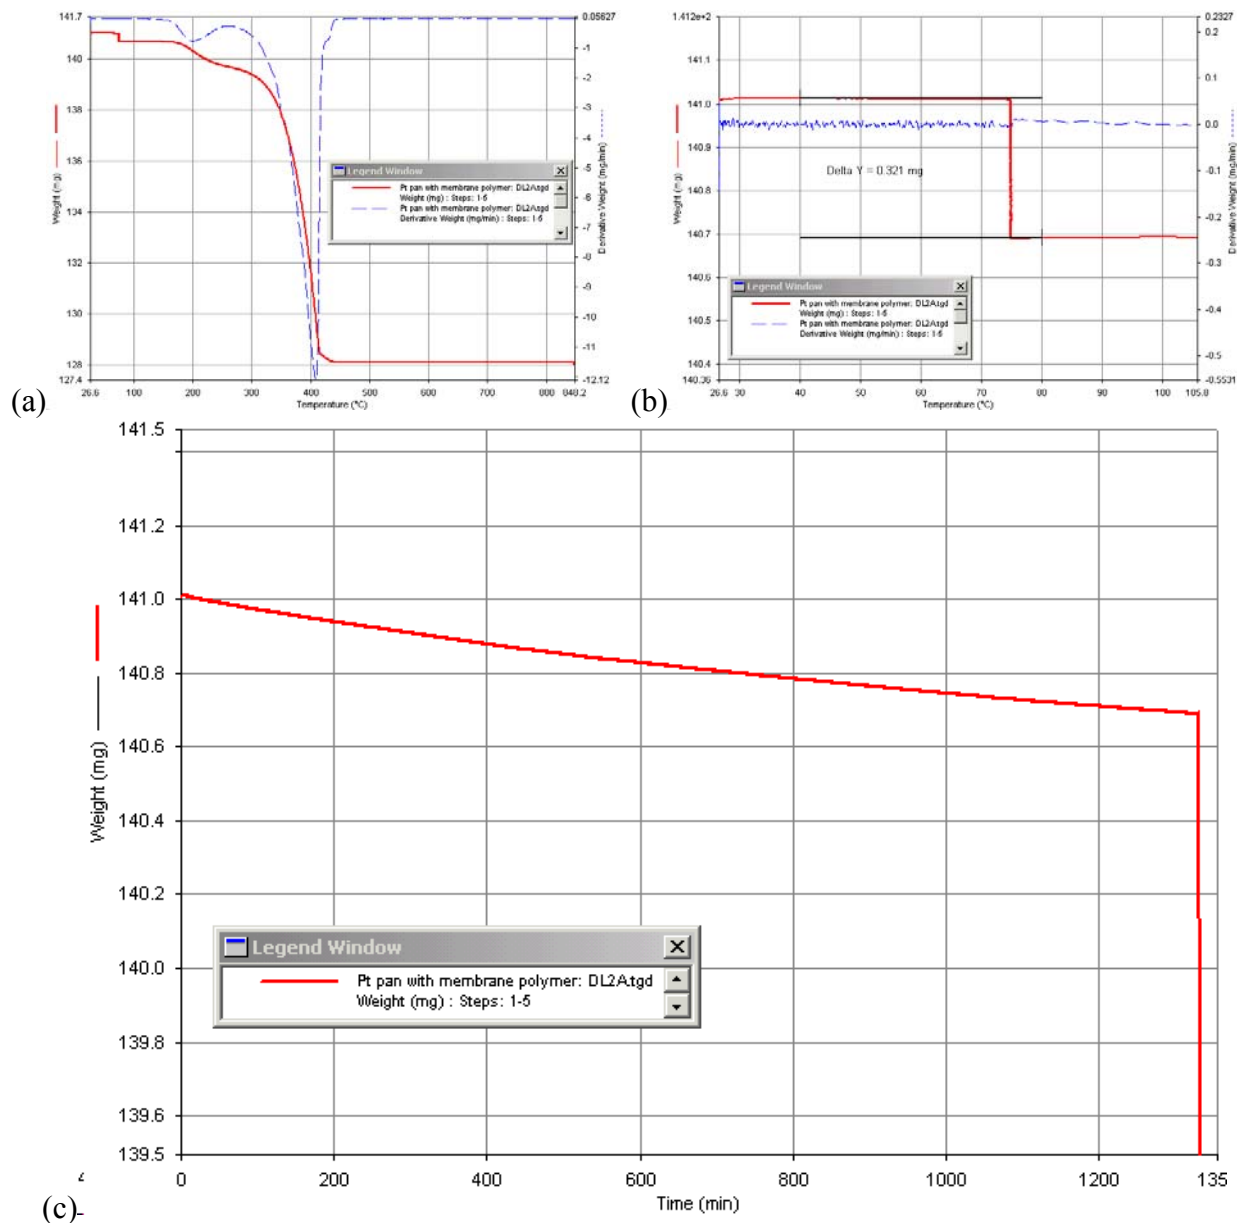 141.7
140
138
136
134
132
130
128
127.4
Weight (mg)
26.6 100 200 300 400 500 600 700 800 848.2
Temperature (°C)
0.05627
-1
-2
-3
-4
-5
-6
-7
-8
-9
-10
-11
-12.12
Derivative Weight (mg/min)
Legend Window
Pt pan with membrane polymer: DL2A.tgd
Weight (mg) : Steps: 1-5
Pt pan with membrane polymer: DL2A.tgd
Derivative Weight (mg/min) : Steps: 1-5
(a)
1.412e+2
141.1
141.0
140.9
140.8
140.7
140.6
140.5
140.4
140.36
Weight (mg)
26.6 30 40 50 60 70 80 90 100 105.8
Temperature (°C)
0.2327
0.2
0.1
0.0
-0.1
-0.2
-0.3
-0.4
-0.5
-0.5531
Derivative Weight (mg/min)
Delta Y = 0.321 mg
Legend Window
Pt pan with membrane polymer: DL2A.tgd
Weight (mg) : Steps: 1-5
Pt pan with membrane polymer: DL2A.tgd
Derivative Weight (mg/min) : Steps: 1-5
(b)
141.5
141.2
141.0
140.8
140.6
140.4
140.2
140.0
139.8
139.6
139.5
Weight (mg)
Legend Window
Pt pan with membrane polymer: DL2A.tgd
Weight (mg) : Steps: 1-5
0 200 400 600 800 1000 1200 135
Time (min)
(c)